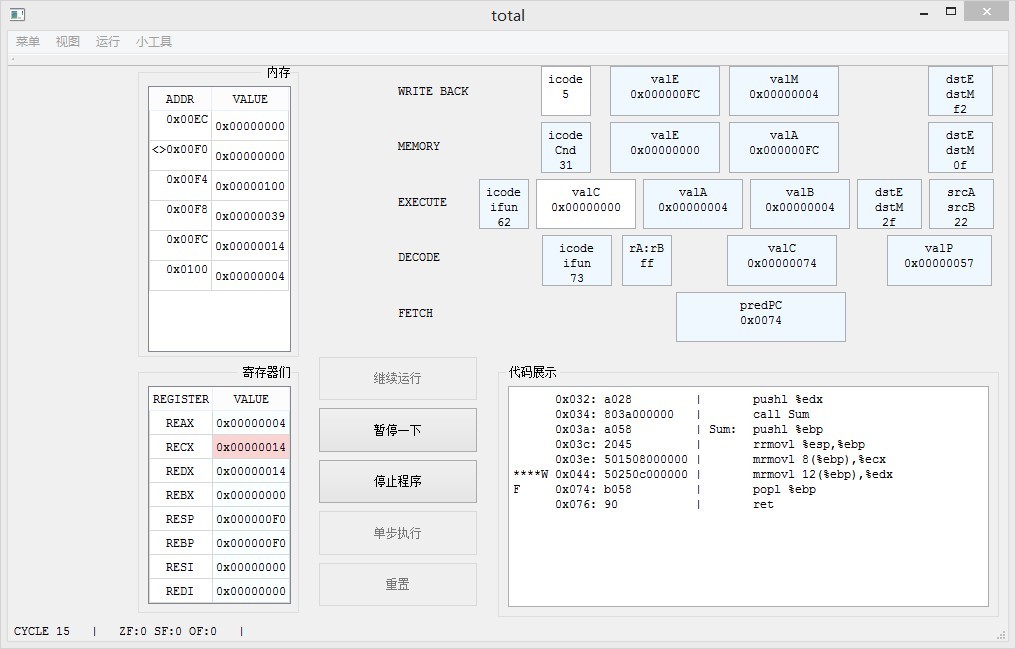 total
菜单 视图 运行 小工具
内存
ADDR VALUE
0x00EC 0x00000000
<>0x00F0 0x00000000
0x00F4 0x00000100
0x00F8 0x00000039
0x00FC 0x00000014
0x0100 0x00000004
寄存器们
REGISTER VALUE
REAX 0x00000004
RECX 0x00000014
REDX 0x00000014
REBX 0x00000000
RESP 0x000000F0
REBP 0x000000F0
RESI 0x00000000
REDI 0x00000000
WRITE BACK
icode
5
valE
0x000000FC
valM
0x00000004
dstE
dstM
f2
MEMORY
icode
Cnd
31
valE
0x00000000
valA
0x000000FC
dstE
dstM
0f
EXECUTE
icode
ifun
62
valC
0x00000000
valA
0x00000004
valB
0x00000004
dstE
dstM
2f
srcA
srcB
22
DECODE
icode
ifun
73
rA:rB
ff
valC
0x00000074
valP
0x00000057
FETCH
predPC
0x0074
继续运行
暂停一下
停止程序
单步执行
重置
代码展示
0x032: a028 | pushl %edx
0x034: 803a000000 | call Sum
0x03a: a058 | Sum: pushl %ebp
0x03c: 2045 | rrmovl %esp,%ebp
0x03e: 501508000000 | mrmovl 8(%ebp),%ecx
****W 0x044: 50250c000000 | mrmovl 12(%ebp),%edx
F 0x074: b058 | popl %ebp
0x076: 90 | ret
CYCLE 15 | ZF:0 SF:0 OF:0 |